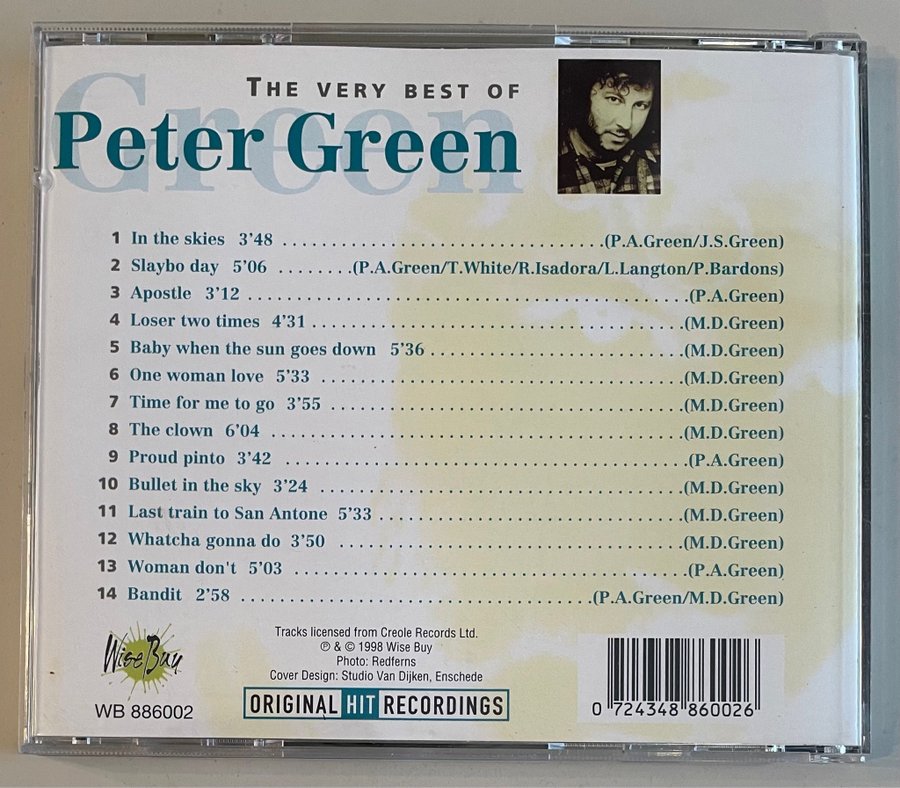 THE VERY BEST OF
Green
Peter Green
1 In the skies 3'48 ........................................(P.A.Green/J.S.Green)
2 Slaybo day 5'06 ........(P.A.Green/T.White/R.Isadora/L.Langton/P.Bardons)
3 Apostle 3'12 ........................................(P.A.Green)
4 Loser two times 4'31 ........................................(M.D.Green)
5 Baby when the sun goes down 5'36 ........................................(M.D.Green)
6 One woman love 5'33 ........................................(M.D.Green)
7 Time for me to go 3'55 ........................................(M.D.Green)
8 The clown 6'04 ........................................(M.D.Green)
9 Proud pinto 3'42 ........................................(P.A.Green)
10 Bullet in the sky 3'24 ........................................(M.D.Green)
11 Last train to San Antone 5'33 ........................................(M.D.Green)
12 Whatcha gonna do 3'50 ........................................(M.D.Green)
13 Woman don't 5'03 ........................................(P.A.Green)
14 Bandit 2'58 ........................................(P.A.Green/M.D.Green)
Wise Buy
WB 886002
Tracks licensed from Creole Records Ltd.
℗ & © 1998 Wise Buy
Photo: Redferns
Cover Design: Studio Van Dijken, Enschede
ORIGINAL HIT RECORDINGS
0 724348 860026